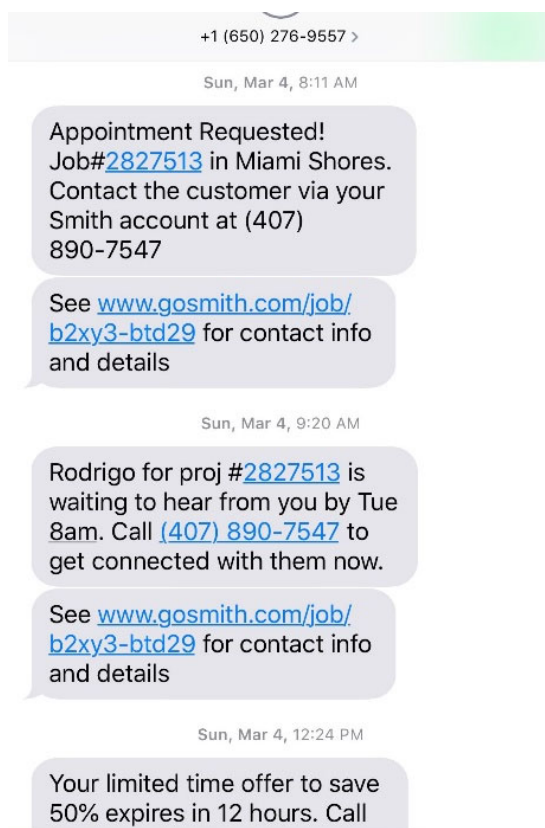 +1 (650) 276-9557 >
Sun, Mar 4, 8:11 AM
Appointment Requested!
Job#2827513 in Miami Shores.
Contact the customer via your
Smith account at (407)
890-7547
See www.gosmith.com/job/
b2xy3-btd29 for contact info
and details
Sun, Mar 4, 9:20 AM
Rodrigo for proj #2827513 is
waiting to hear from you by Tue
8am. Call (407) 890-7547 to
get connected with them now.
See www.gosmith.com/job/
b2xy3-btd29 for contact info
and details
Sun, Mar 4, 12:24 PM
Your limited time offer to save
50% expires in 12 hours. Call